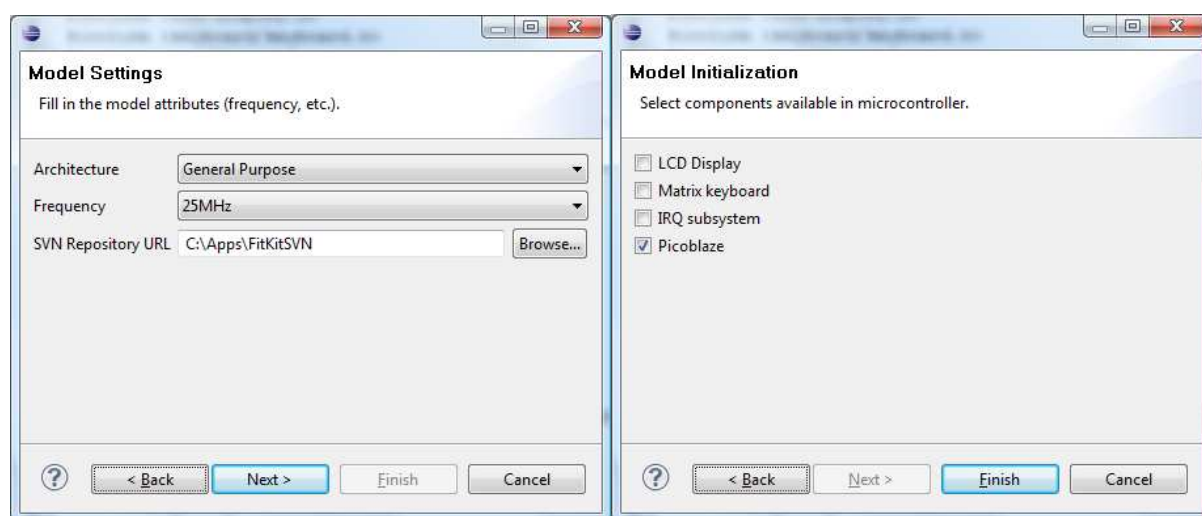 Model Settings
Fill in the model attributes (frequency, etc.).
Architecture General Purpose
Frequency 25MHz
SVN Repository URL C:\Apps\FitKitSVN Browse...
< Back Next > Finish Cancel
Model Initialization
Select components available in microcontroller.
LCD Display
Matrix keyboard
IRQ subsystem
Picoblaze
< Back Next > Finish Cancel